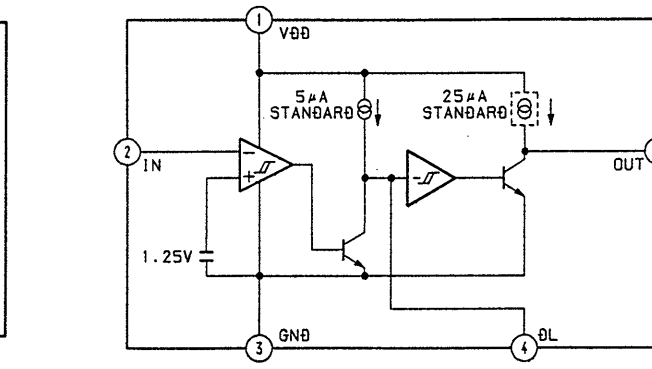 1
VDD
5μA
STANDARD
25μA
STANDARD
2
IN
−
+
−
OUT
1.25V
3
GND
4
DL